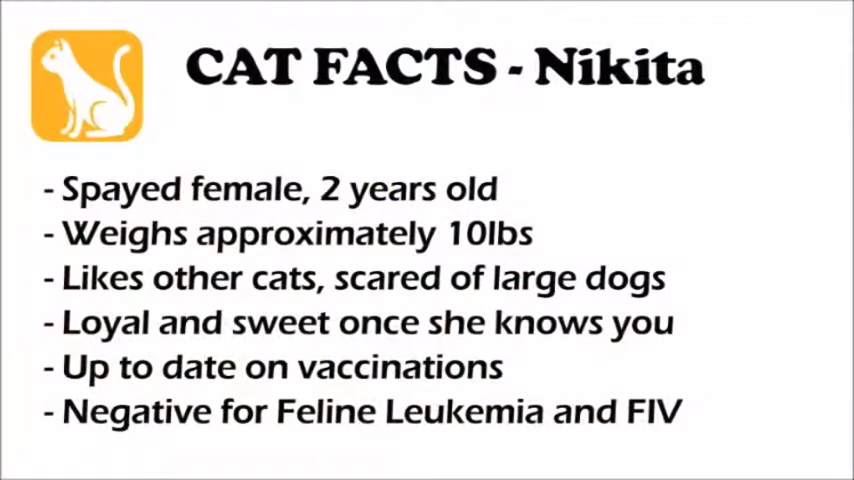 CAT FACTS - Nikita
- Spayed female, 2 years old
- Weighs approximately 10lbs
- Likes other cats, scared of large dogs
- Loyal and sweet once she knows you
- Up to date on vaccinations
- Negative for Feline Leukemia and FIV